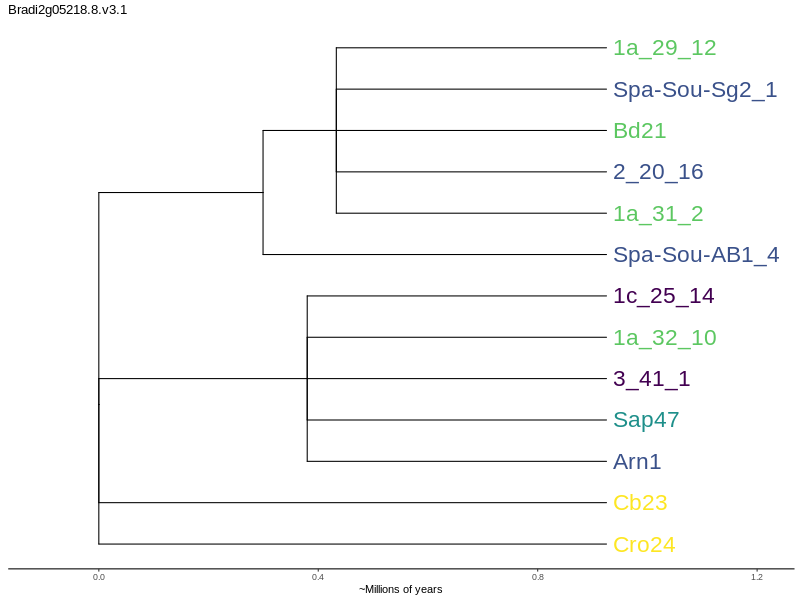 Bradi2g05218.8.v3.1
1a_29_12
Spa-Sou-Sg2_1
Bd21
2_20_16
1a_31_2
Spa-Sou-AB1_4
1c_25_14
1a_32_10
3_41_1
Sap47
Arn1
Cb23
Cro24
0.0 0.4 0.8 1.2
~Millions of years